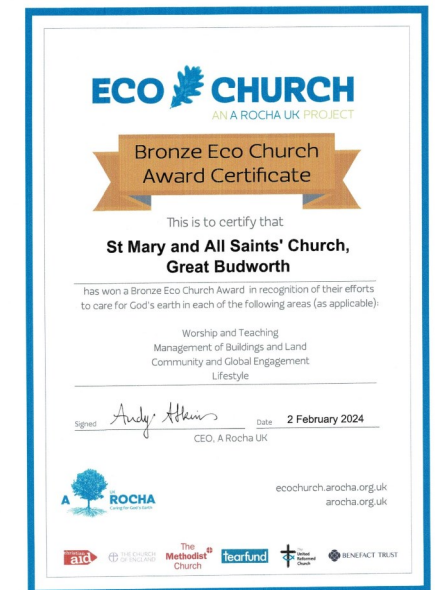 ECO CHURCH
AN A ROCHA UK PROJECT
Bronze Eco Church
Award Certificate
This is to certify that
St Mary and All Saints' Church,
Great Budworth
has won a Bronze Eco Church Award in recognition of their efforts
to care for God's earth in each of the following areas (as applicable):
Worship and Teaching
Management of Buildings and Land
Community and Global Engagement
Lifestyle
Signed Andy Atkins Date 2 February 2024
CEO, A Rocha UK
ecochurch.arocha.org.uk
arocha.org.uk
A ROCHA
UK
Caring for God's Earth
christian aid
THE CHURCH
OF ENGLAND
The
Methodist
Church
tearfund
The
United
Reformed
Church
BENEFACT TRUST